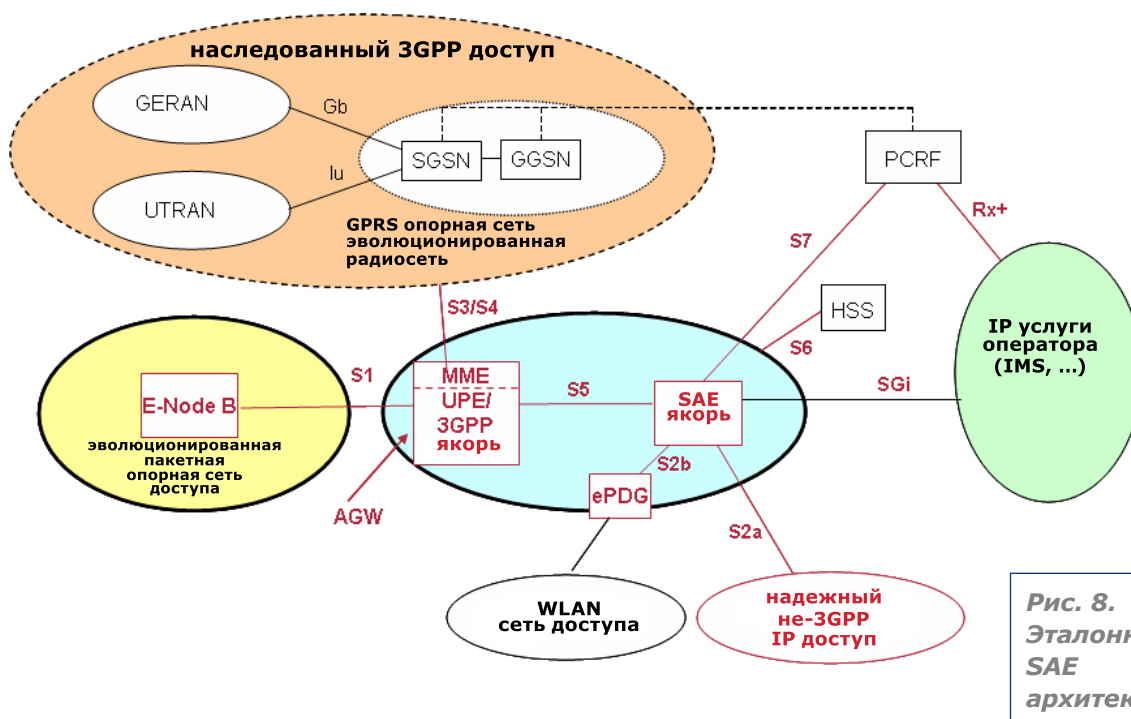 наследованный 3GPP доступ
GERAN
Gb
SGSN
GGSN
PCRF
Iu
UTRAN
GPRS опорная сеть
эволюционированная
радиосеть
Rx+
S7
S3/S4
HSS
IP услуги
оператора
(IMS, ...)
S6
S1
MME
UPE/
3GPP
якорь
S5
SAE
якорь
SGi
E-Node B
эволюционированная
пакетная
опорная сеть
доступа
S2b
ePDG
AGW
S2a
WLAN
сеть доступа
надежный
не-3GPP
IP доступ
Рис. 8.
SAE